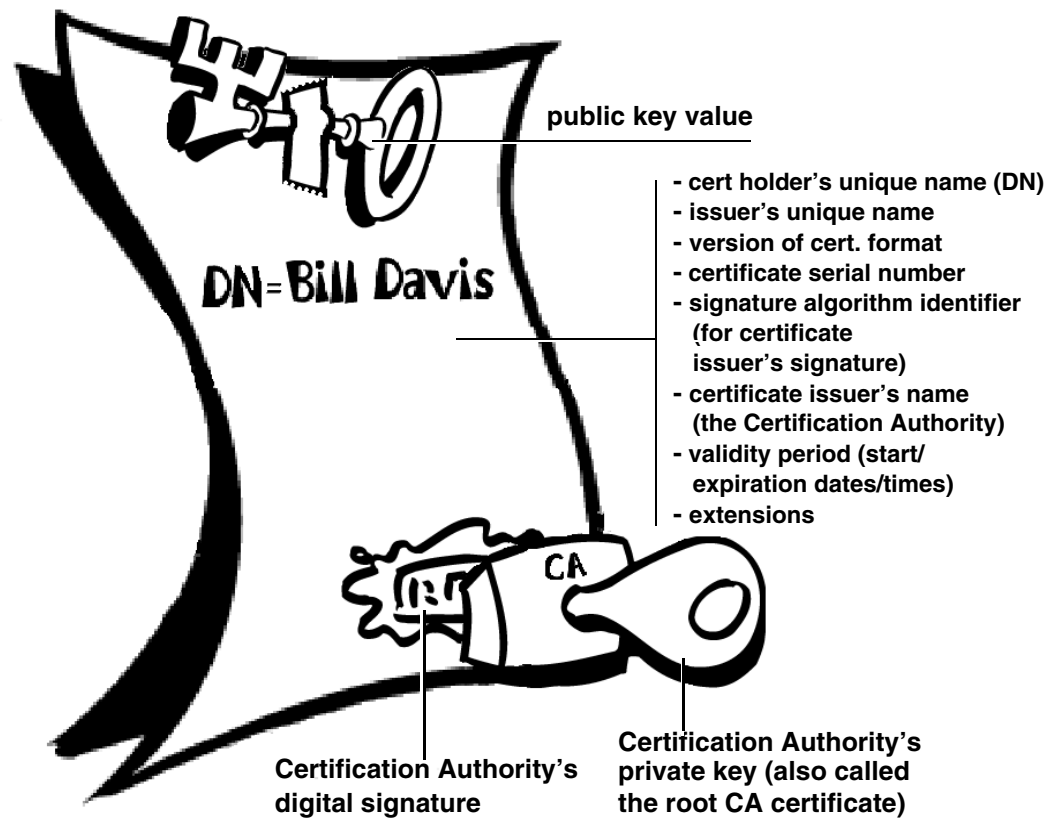 public key value
- cert holder's unique name (DN)
- issuer's unique name
- version of cert. format
- certificate serial number
- signature algorithm identifier
(for certificate
issuer's signature)
- certificate issuer's name
(the Certification Authority)
- validity period (start/
expiration dates/times)
- extensions
DN=Bill Davis
CA
Certification Authority's
digital signature
Certification Authority's
private key (also called
the root CA certificate)